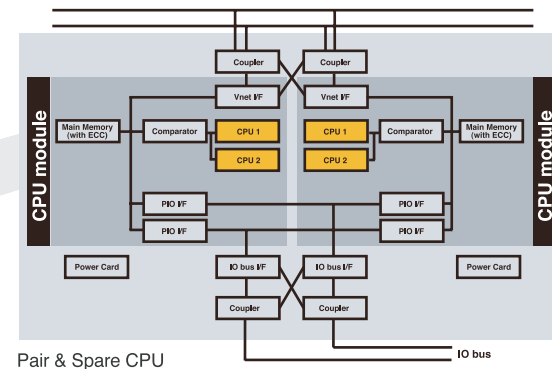 Coupler
Coupler
Vnet I/F
Vnet I/F
CPU module
Main Memory
(with ECC)
Comparator
CPU 1
CPU 2
CPU 1
CPU 2
Comparator
Main Memory
(with ECC)
CPU module
PIO I/F
PIO I/F
PIO I/F
PIO I/F
Power Card
IO bus I/F
IO bus I/F
Power Card
Coupler
Coupler
IO bus
Pair & Spare CPU